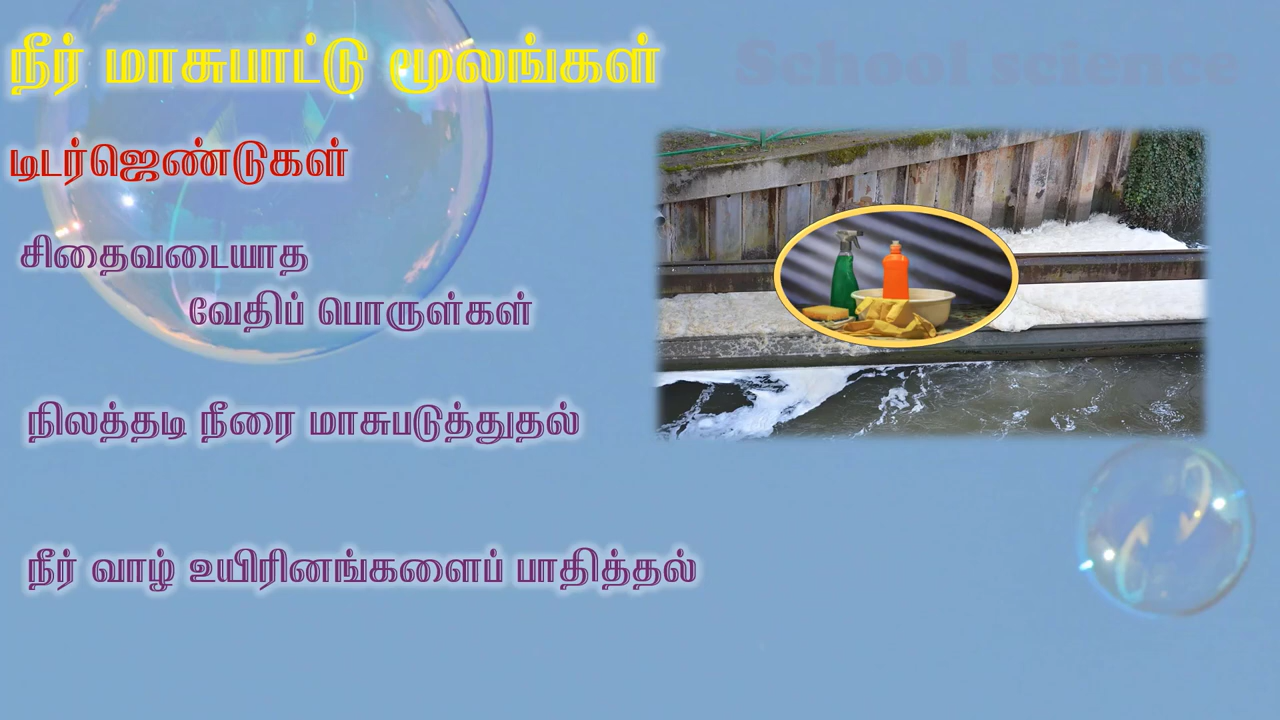 நீர் மாசுபாட்டு மூலங்கள்
School science
டிடர்ஜெண்டுகள்
சிதைவடையாத
வேதிப் பொருள்கள்
நிலத்தடி நீரை மாசுபடுத்துதல்
நீர் வாழ் உயிரினங்களைப் பாதித்தல்